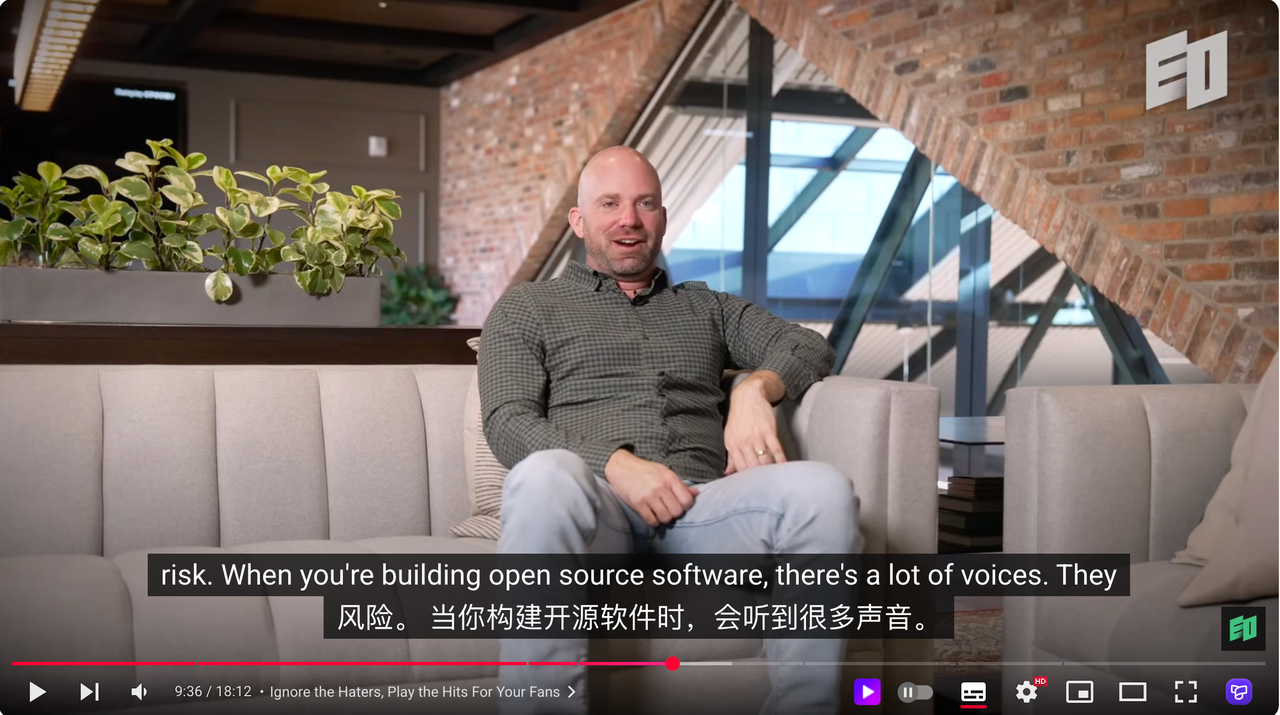 EO
risk. When you're building open source software, there's a lot of voices. They
风险。 当你构建开源软件时，会听到很多声音。
EO
9:36 / 18:12 • Ignore the Haters, Play the Hits For Your Fans
HD